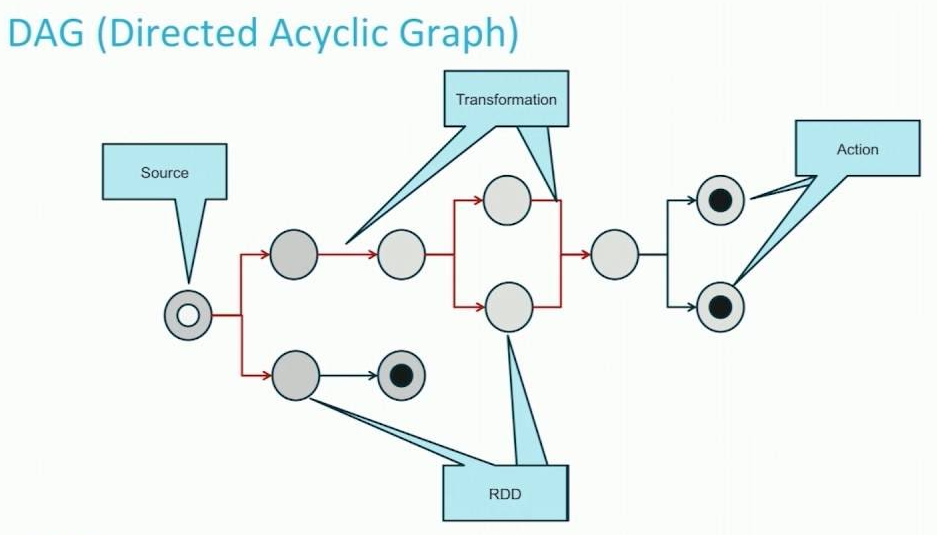 DAG (Directed Acyclic Graph)
Transformation
Action
Source
RDD